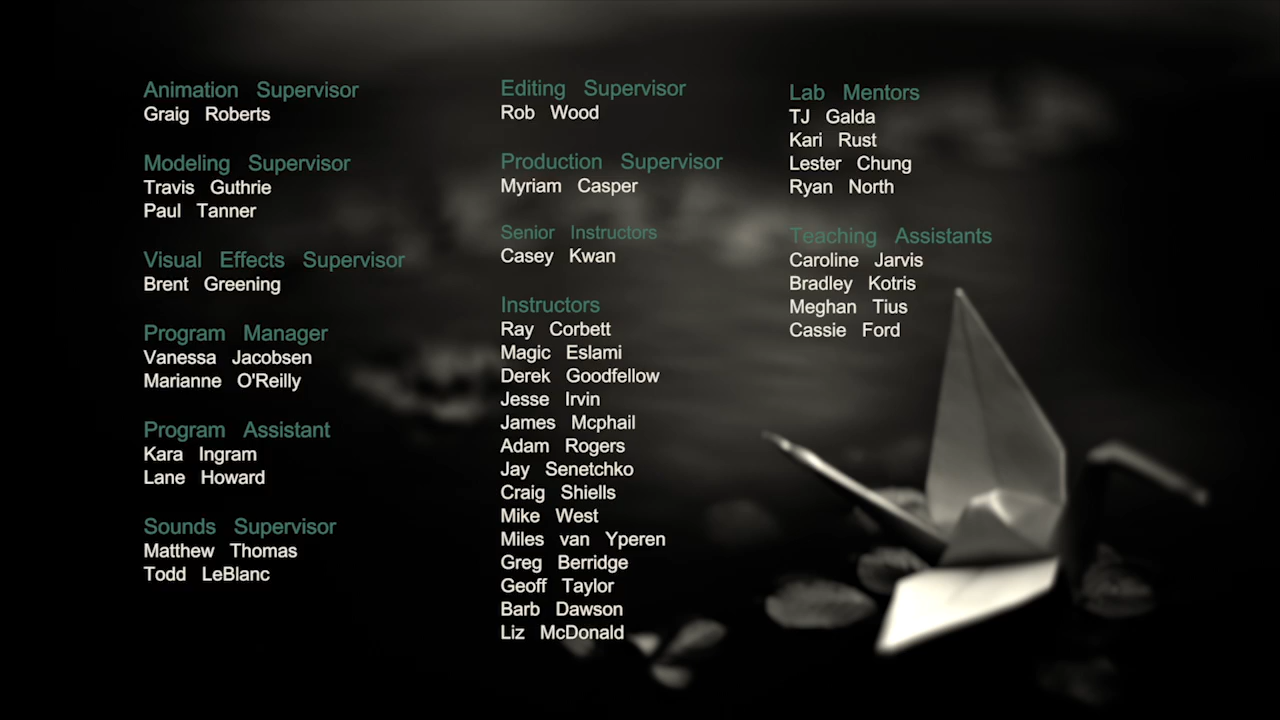 Animation Supervisor
Graig Roberts
Modeling Supervisor
Travis Guthrie
Paul Tanner
Visual Effects Supervisor
Brent Greening
Program Manager
Vanessa Jacobsen
Marianne O'Reilly
Program Assistant
Kara Ingram
Lane Howard
Sounds Supervisor
Matthew Thomas
Todd LeBlanc
Editing Supervisor
Rob Wood
Production Supervisor
Myriam Casper
Senior Instructors
Casey Kwan
Instructors
Ray Corbett
Magic Eslami
Derek Goodfellow
Jesse Irvin
James Mcphail
Adam Rogers
Jay Senetchko
Craig Shiells
Mike West
Miles van Yperen
Greg Berridge
Geoff Taylor
Barb Dawson
Liz McDonald
Lab Mentors
TJ Galda
Kari Rust
Lester Chung
Ryan North
Teaching Assistants
Caroline Jarvis
Bradley Kotris
Meghan Tius
Cassie Ford